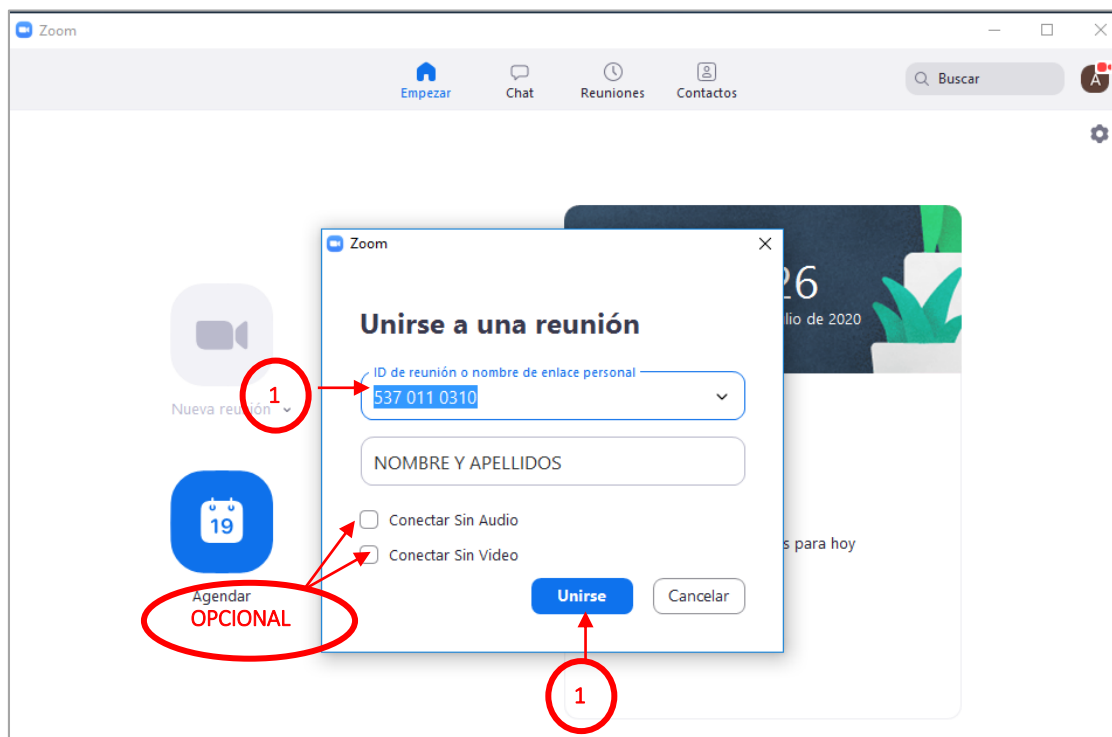 Zoom
Empezar
Chat
Reuniones
Contactos
Buscar
A
Zoom
26
Unirse a una reunión
lio de 2020
ID de reunión o nombre de enlace personal
537 011 0310
1
Nueva reunión
NOMBRE Y APELLIDOS
19
Conectar Sin Audio
Conectar Sin Video
s para hoy
Agendar
OPCIONAL
Unirse
Cancelar
1